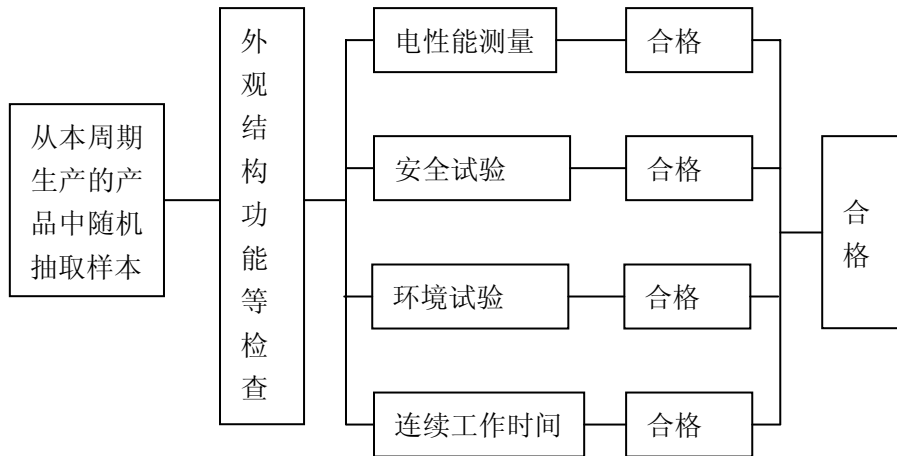 从本周期
生产的产
品中随机
抽取样本
外观结构功能等检查
电性能测量
合格
安全试验
合格
环境试验
合格
连续工作时间
合格
合格